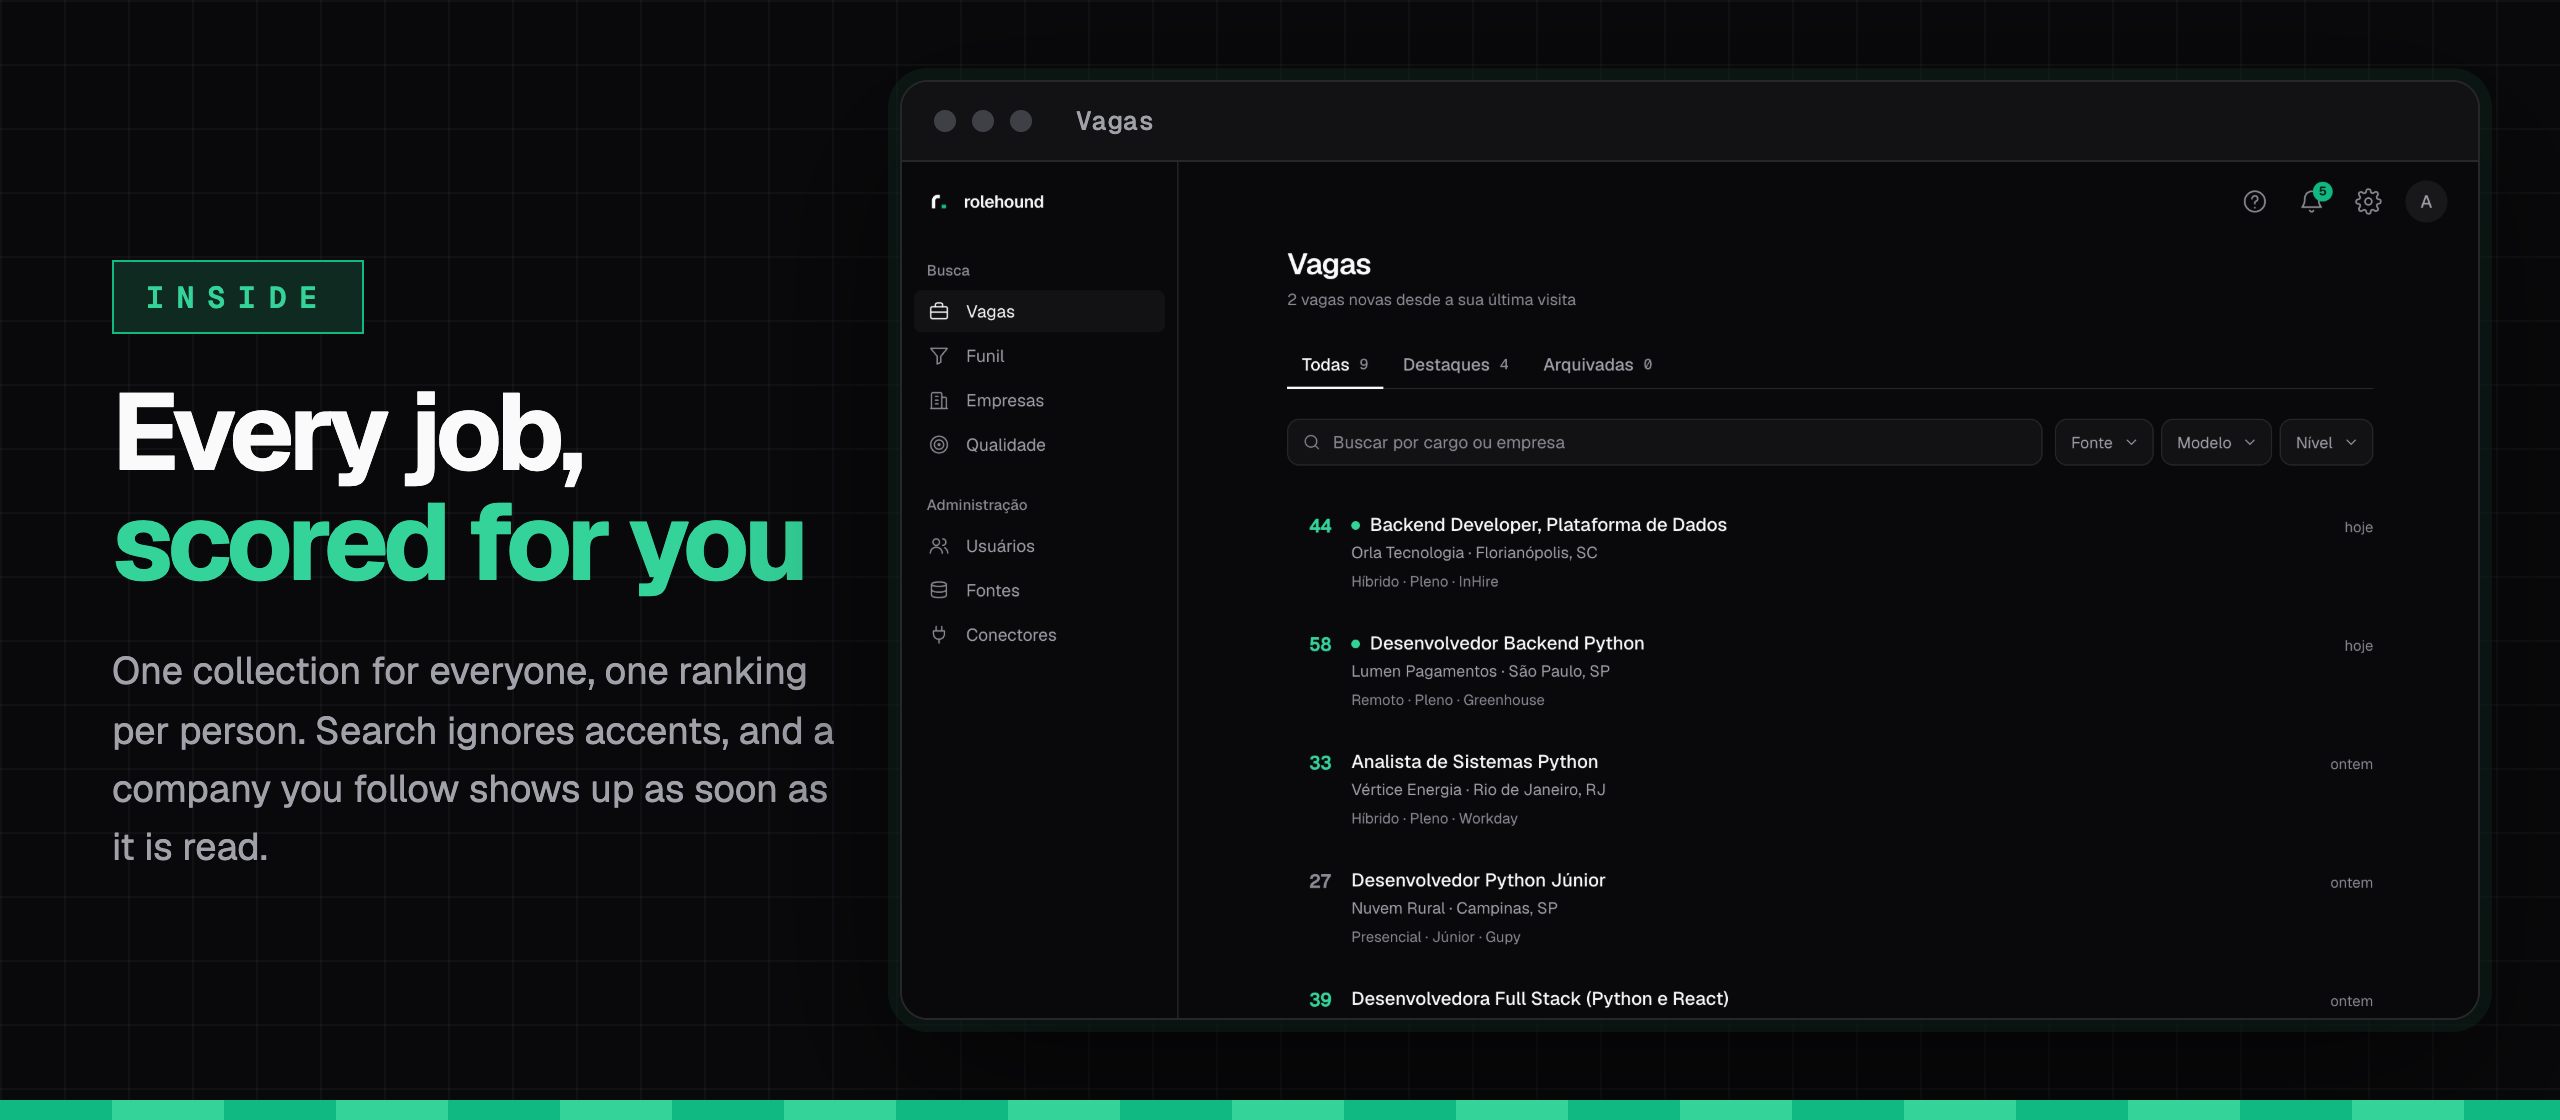 INSIDE
Every job,
scored for you
One collection for everyone, one ranking
per person. Search ignores accents, and a
company you follow shows up as soon as
it is read.
Vagas
rolehound
5
A
Busca
Vagas
Funil
Empresas
Qualidade
Administração
Usuários
Fontes
Conectores
Vagas
2 vagas novas desde a sua última visita
Todas 9 Destaques 4 Arquivadas 0
Buscar por cargo ou empresa Fonte Modelo Nível
44 Backend Developer, Plataforma de Dados hoje
Orla Tecnologia · Florianópolis, SC
Híbrido · Pleno · InHire
58 Desenvolvedor Backend Python hoje
Lumen Pagamentos · São Paulo, SP
Remoto · Pleno · Greenhouse
33 Analista de Sistemas Python ontem
Vértice Energia · Rio de Janeiro, RJ
Híbrido · Pleno · Workday
27 Desenvolvedor Python Júnior ontem
Nuvem Rural · Campinas, SP
Presencial · Júnior · Gupy
39 Desenvolvedora Full Stack (Python e React) ontem